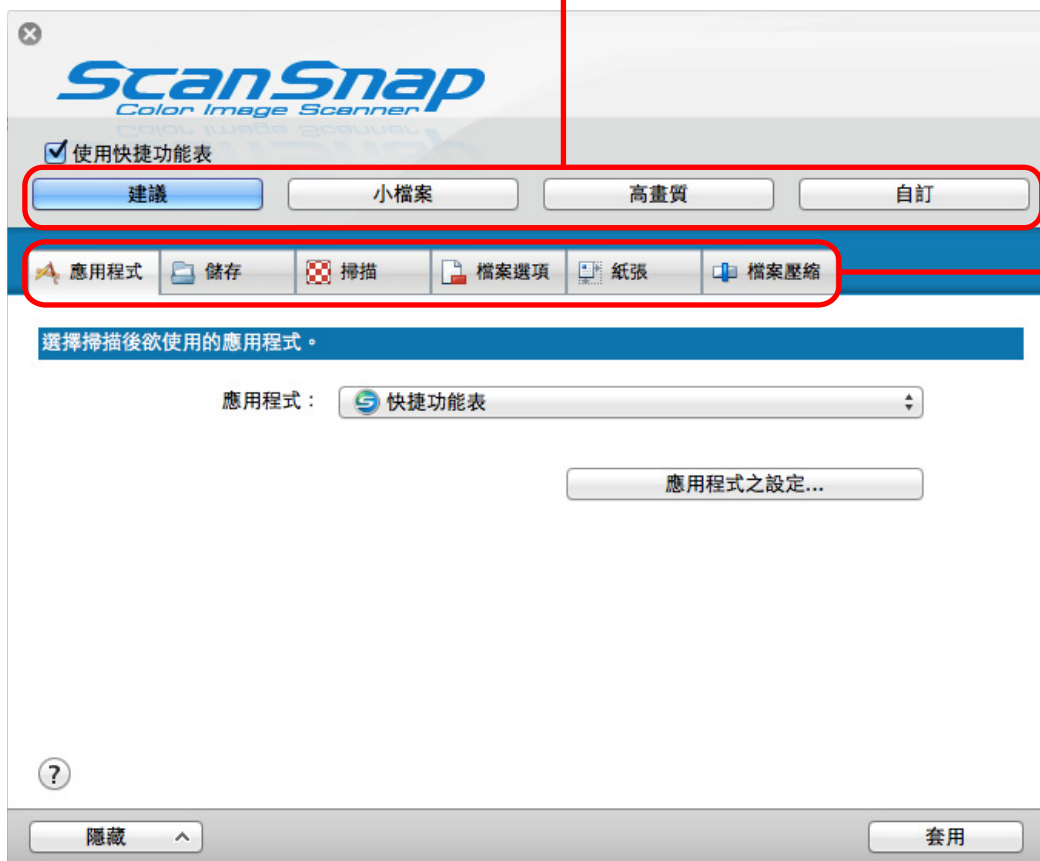 ScanSnap
Color Image Scanner
使用快捷功能表
建議 小檔案 高畫質 自訂
應用程式 儲存 掃描 檔案選項 紙張 檔案壓縮
選擇掃描後欲使用的應用程式。
應用程式： 快捷功能表
應用程式之設定...
?
隱藏 套用